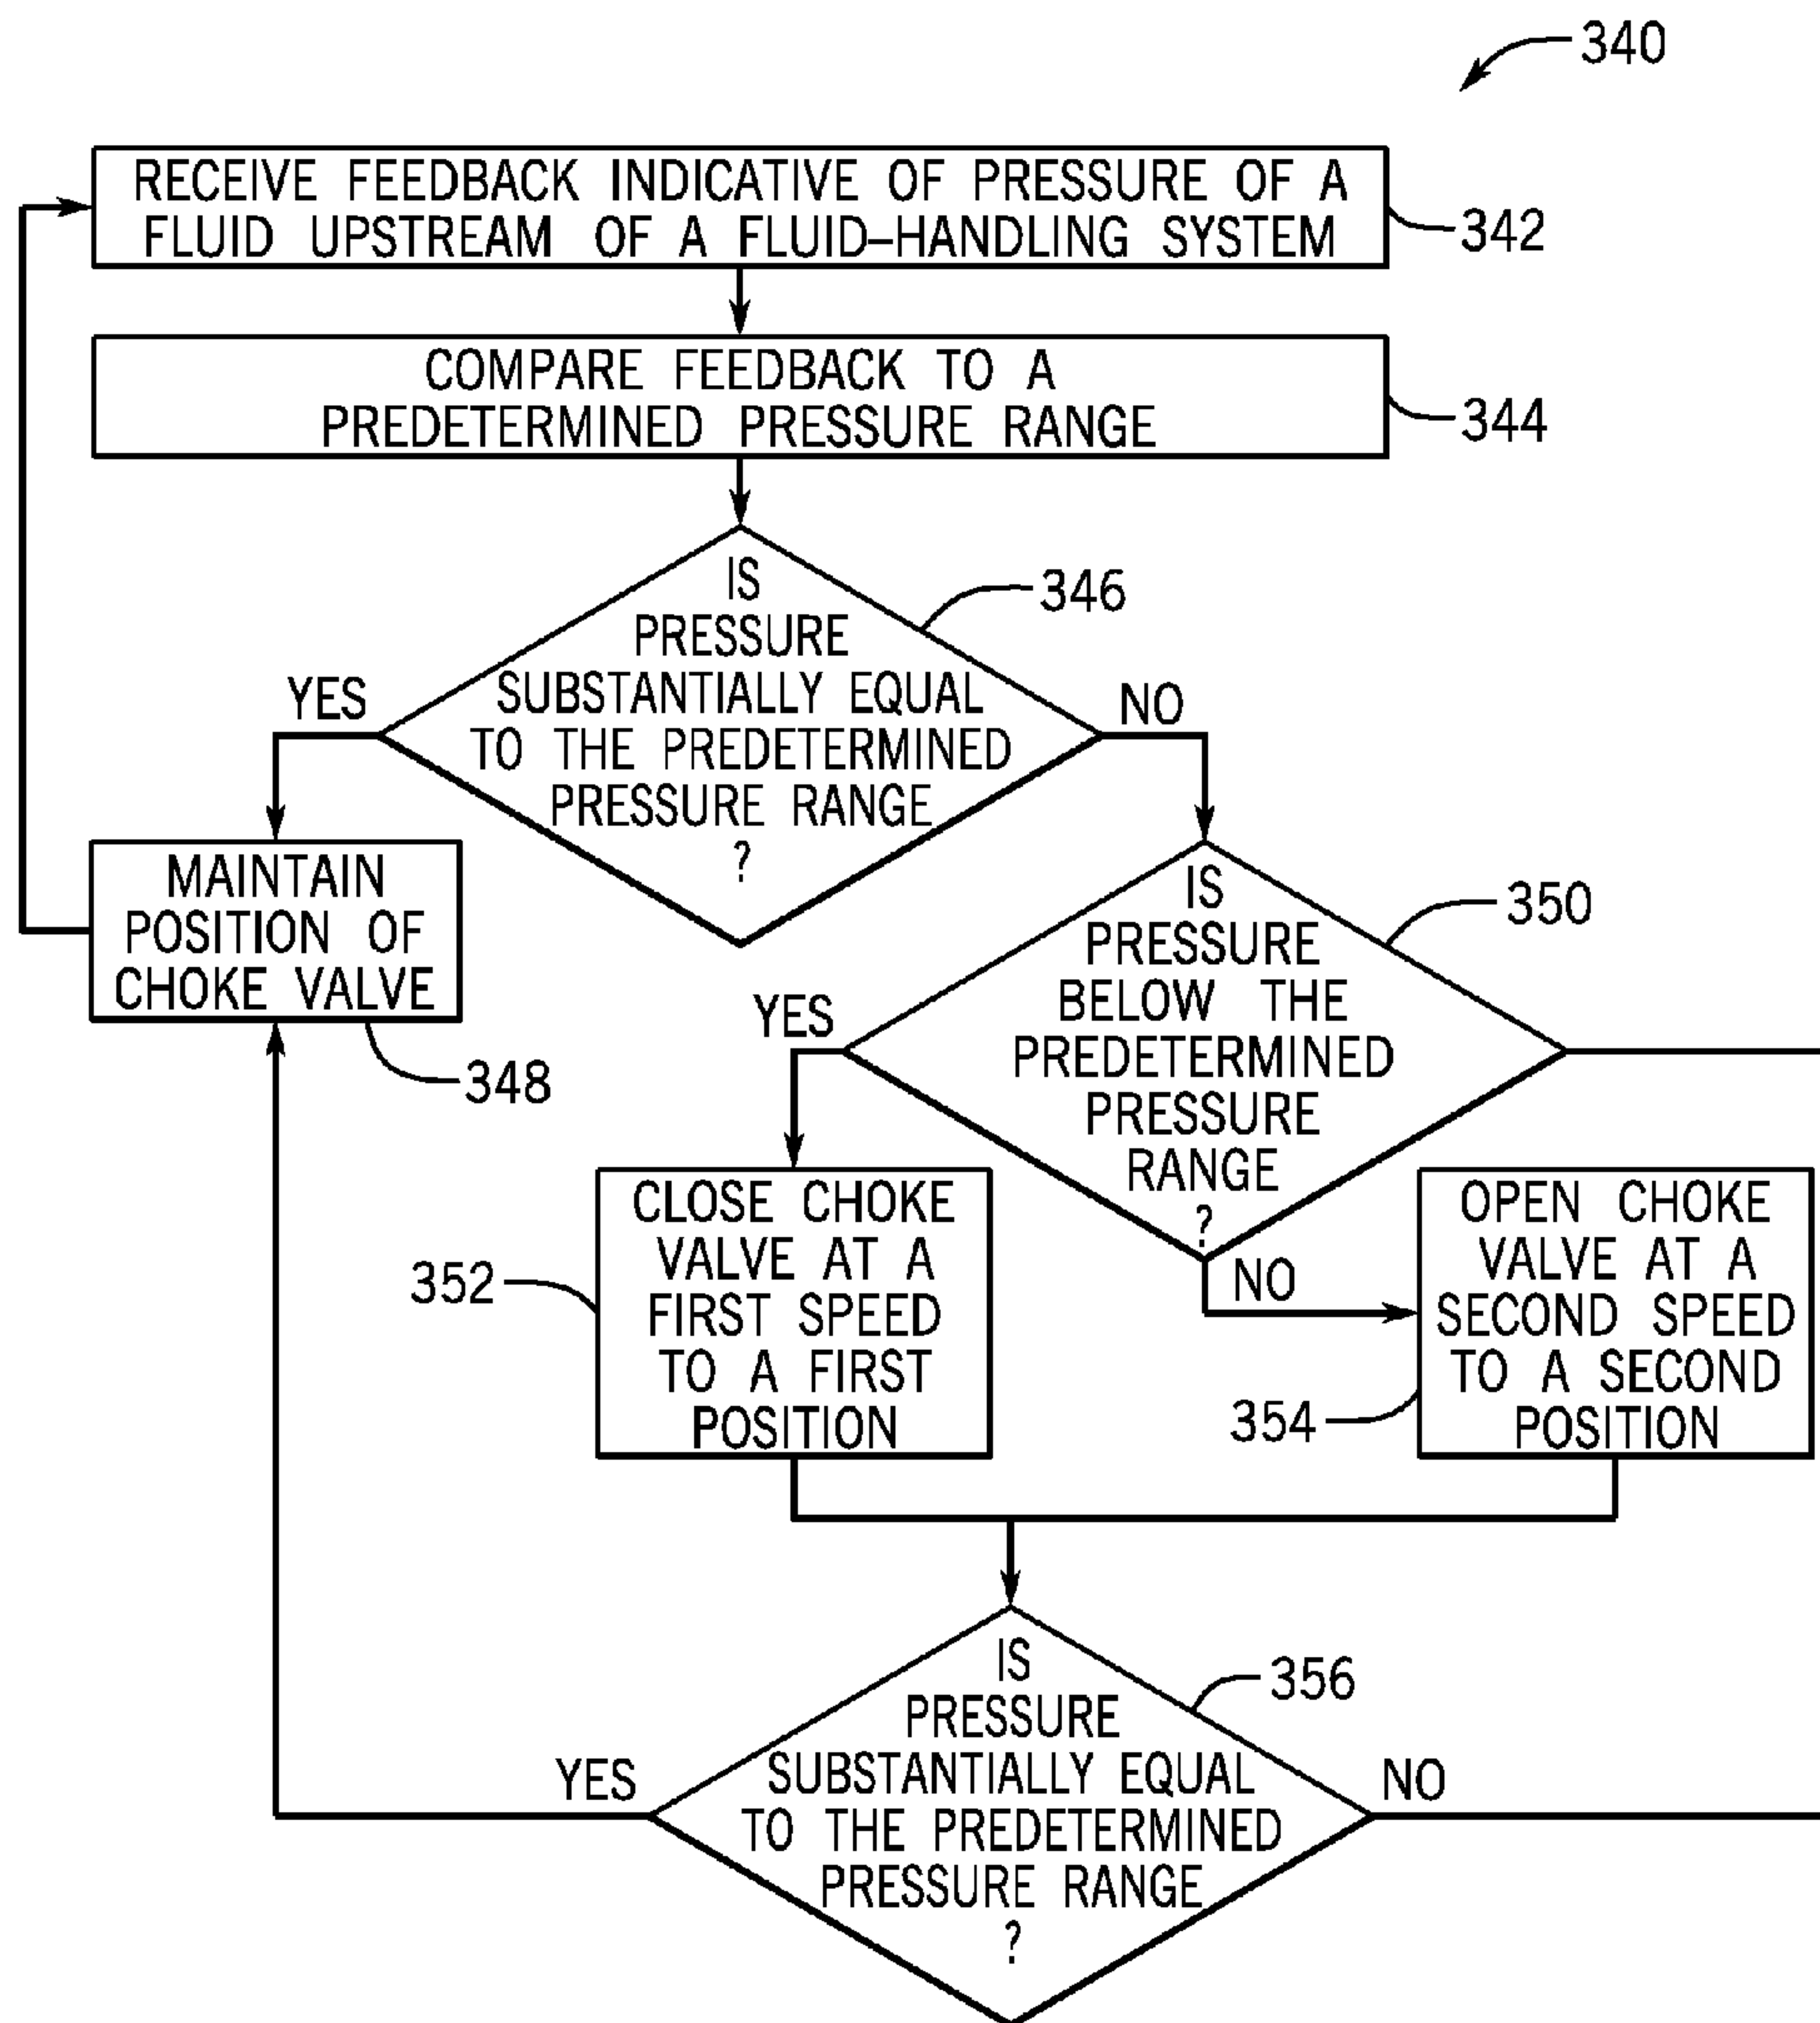 340
RECEIVE FEEDBACK INDICATIVE OF PRESSURE OF A
FLUID UPSTREAM OF A FLUID–HANDLING SYSTEM
342
COMPARE FEEDBACK TO A
PREDETERMINED PRESSURE RANGE
344
IS
PRESSURE
SUBSTANTIALLY EQUAL
TO THE PREDETERMINED
PRESSURE RANGE
?
346
YES
NO
MAINTAIN
POSITION OF
CHOKE VALVE
348
IS
PRESSURE
BELOW THE
PREDETERMINED
PRESSURE
RANGE
?
350
YES
NO
CLOSE CHOKE
VALVE AT A
FIRST SPEED
TO A FIRST
POSITION
352
OPEN CHOKE
VALVE AT A
SECOND SPEED
TO A SECOND
POSITION
354
IS
PRESSURE
SUBSTANTIALLY EQUAL
TO THE PREDETERMINED
PRESSURE RANGE
?
356
YES
NO